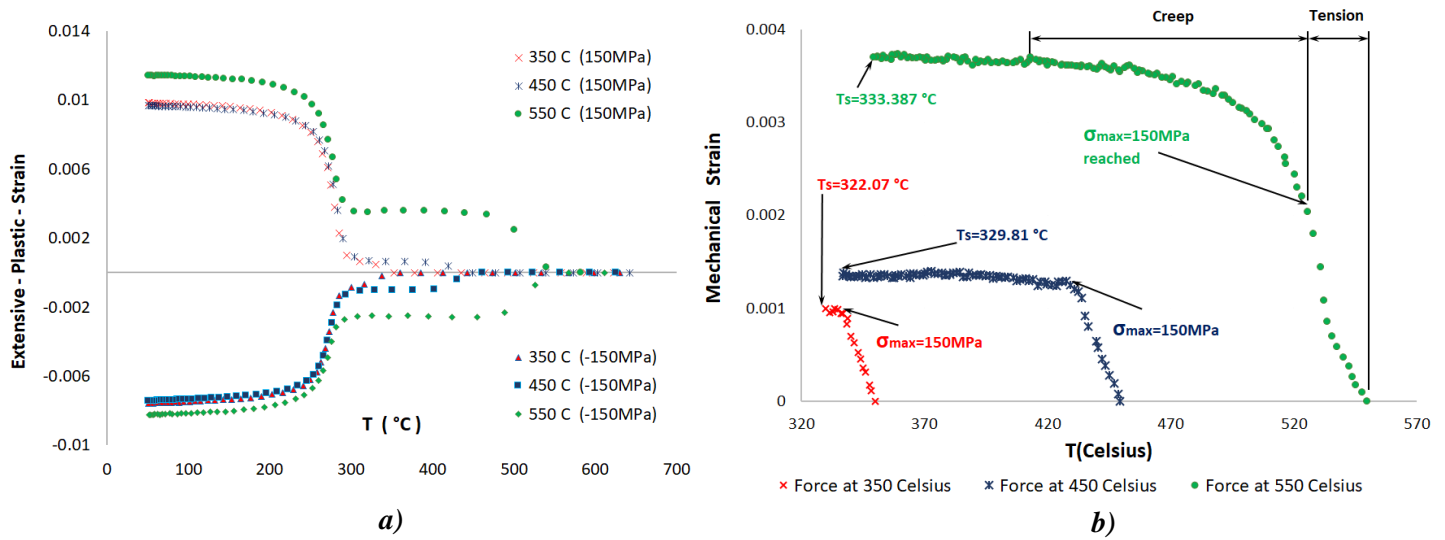 0.014
0.01
0.006
0.002
-0.002
-0.006
-0.01
0
100
200
300
400
500
600
700
Extensive - Plastic - Strain
T ( °C )
350 C (150MPa)
450 C (150MPa)
550 C (150MPa)
350 C (-150MPa)
450 C (-150MPa)
550 C (-150MPa)
a)
Creep
Tension
0.004
0.003
0.002
0.001
0
320
370
420
470
520
570
Mechanical Strain
T(Celsius)
Ts=333.387 °C
σmax=150MPa
reached
Ts=322.07 °C
Ts=329.81 °C
σmax=150MPa
σmax=150MPa
Force at 350 Celsius
Force at 450 Celsius
Force at 550 Celsius
b)